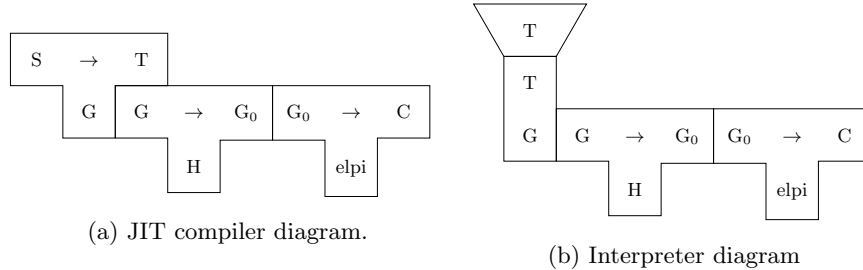 S → T
G G → G₀ G₀ → C
H elpi
(a) JIT compiler diagram.
T
T
G G → G₀ G₀ → C
H elpi
(b) Interpreter diagram